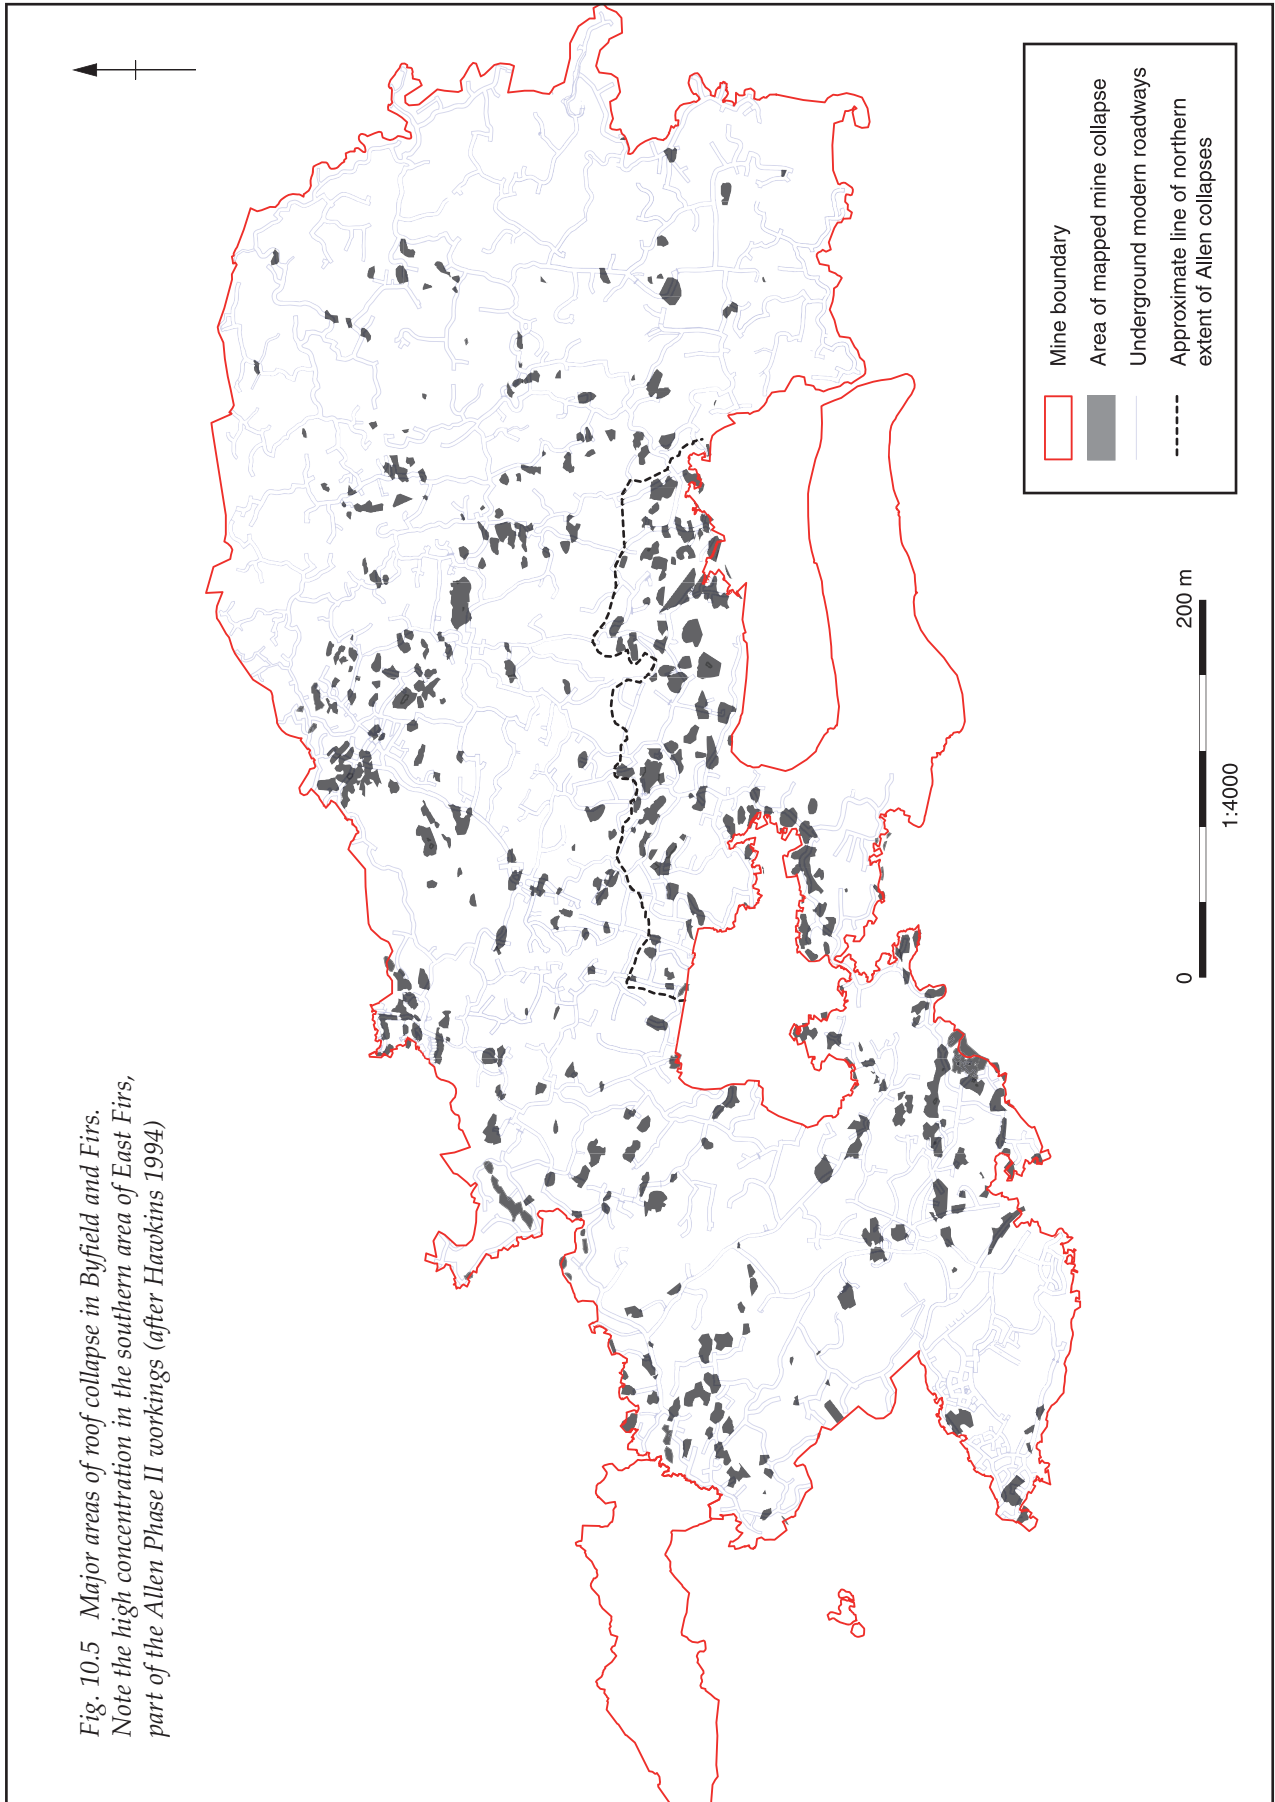 Fig. 10.5 Major areas of roof collapse in Byfield and Firs.
Note the high concentration in the southern area of East Firs,
part of the Allen Phase II workings (after Hawkins 1994)
Mine boundary
Area of mapped mine collapse
Underground modern roadways
Approximate line of northern
extent of Allen collapses
0
200 m
1:4000